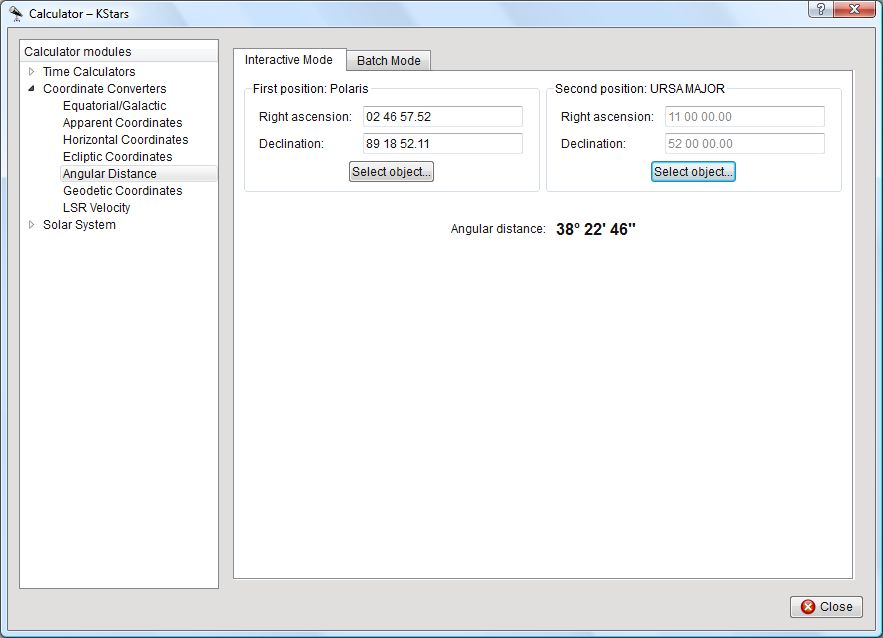 Calculator – KStars
Calculator modules
Time Calculators
Coordinate Converters
Equatorial/Galactic
Apparent Coordinates
Horizontal Coordinates
Ecliptic Coordinates
Angular Distance
Geodetic Coordinates
LSR Velocity
Solar System
Interactive Mode
Batch Mode
First position: Polaris
Right ascension: 02 46 57.52
Declination: 89 18 52.11
Select object...
Second position: URSA MAJOR
Right ascension: 11 00 00.00
Declination: 52 00 00.00
Select object...
Angular distance: 38° 22' 46"
Close